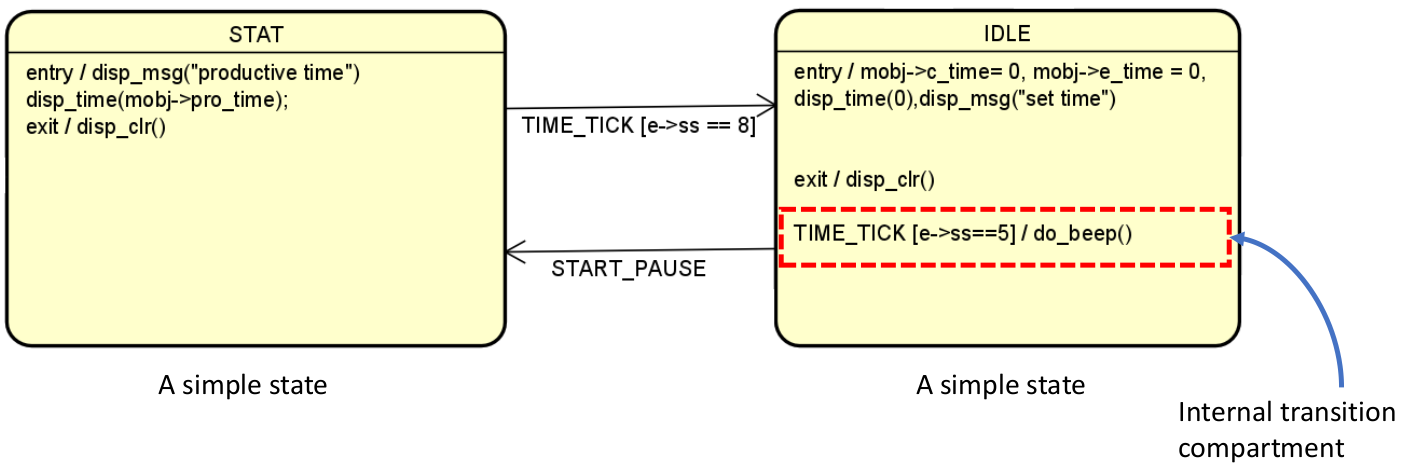 STAT
entry / disp_msg("productive time")
disp_time(mobj->pro_time);
exit / disp_clr()
TIME_TICK [e->ss == 8]
START_PAUSE
IDLE
entry / mobj->c_time= 0, mobj->e_time = 0,
disp_time(0),disp_msg("set time")
exit / disp_clr()
TIME_TICK [e->ss==5] / do_beep()
A simple state
A simple state
Internal transition
compartment